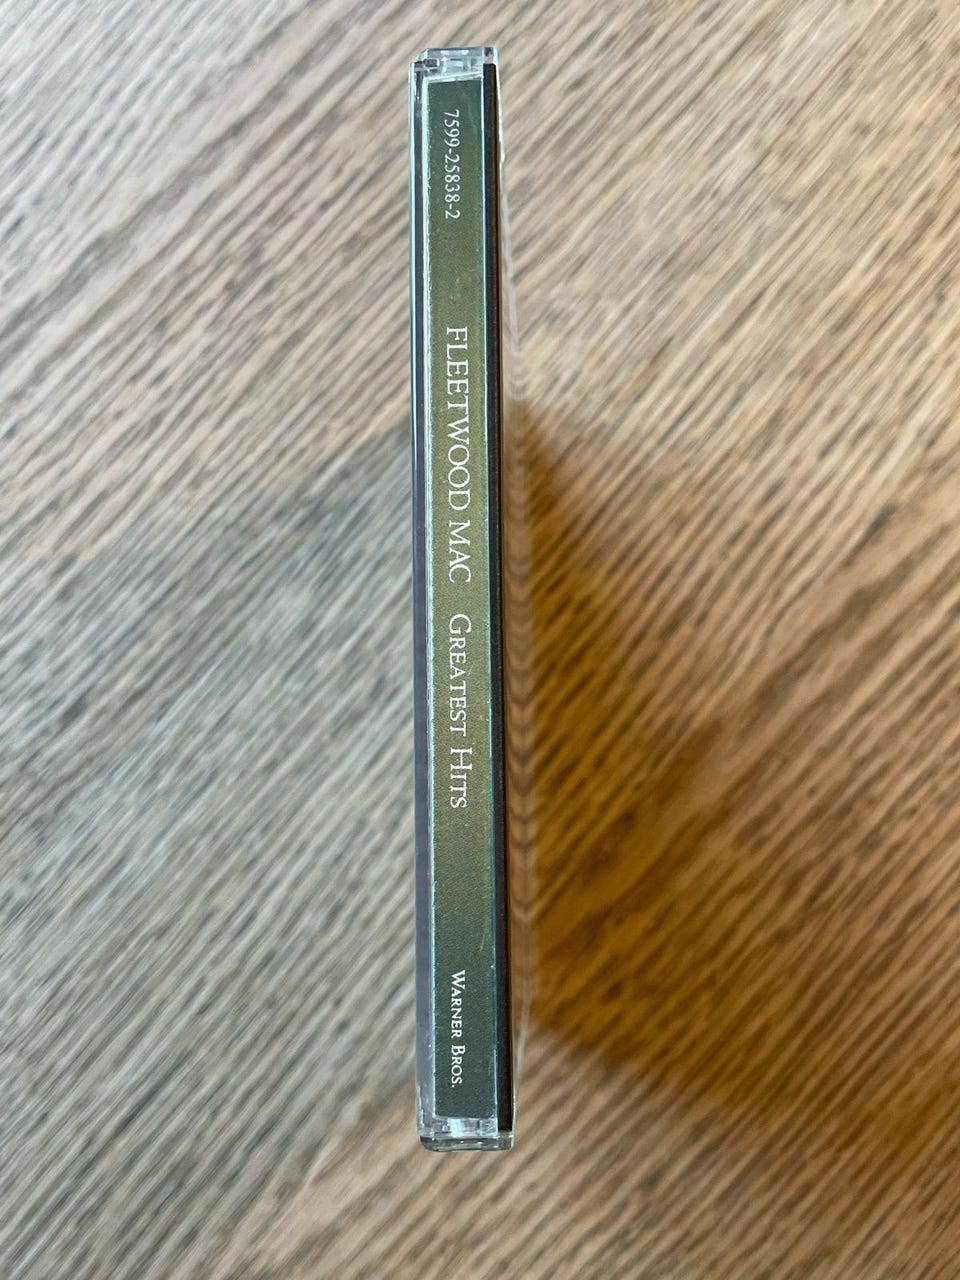 7599-25838-2
FLEETWOOD MAC GREATEST HITS
WARNER BROS.